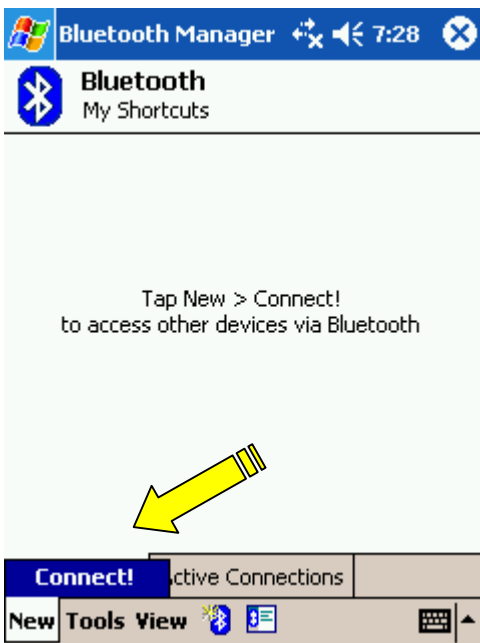 Bluetooth Manager 7:28
Bluetooth
My Shortcuts
Tap New > Connect!
to access other devices via Bluetooth
Connect! ctive Connections
New Tools View